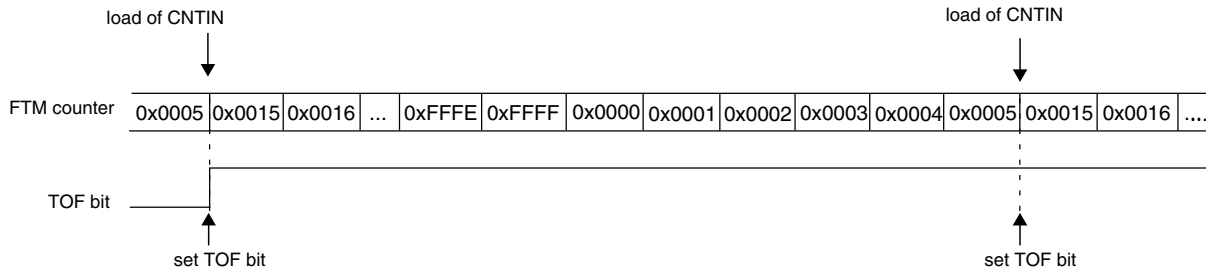 load of CNTIN load of CNTIN
FTM counter 0x0005 0x0015 0x0016 ... 0xFFFE 0xFFFF 0x0000 0x0001 0x0002 0x0003 0x0004 0x0005 0x0015 0x0016 ....
TOF bit
set TOF bit set TOF bit